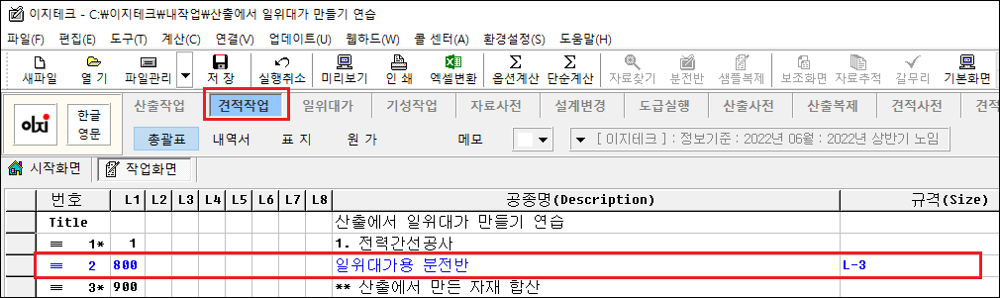 이지테크 - C:\이지테크\내작업\산출에서 일위대가 만들기 연습
파일(F) 편집(E) 도구(T) 계산(C) 연결(V) 업데이트(U) 웹하드(W) 콜 센터(A) 환경설정(S) 도움말(H)
새파일 열 기 파일관리 저 장 실행취소 미리보기 인 쇄 엑셀변환 옵션계산 단순계산 자료찾기 분전반 샘플복제 보조화면 자료추적 갈무리 기본화면
산출작업 견적작업 일위대가 기성작업 자료사전 설계변경 도급실행 산출사전 산출복제 견적사전 견적
한글
영문
총괄표 내역서 표 지 원 가 메모 [ 이지테크 ] : 정보기준 : 2022년 06월 : 2022년 상반기 노임
시작화면 작업화면
번호 L1 L2 L3 L4 L5 L6 L7 L8 공종명(Description) 규격(Size)
Title 산출에서 일위대가 만들기 연습
1* 1 1. 전력간선공사
2 800 일위대가용 분전반 L-3
3* 900 ** 산출에서 만든 자재 합산